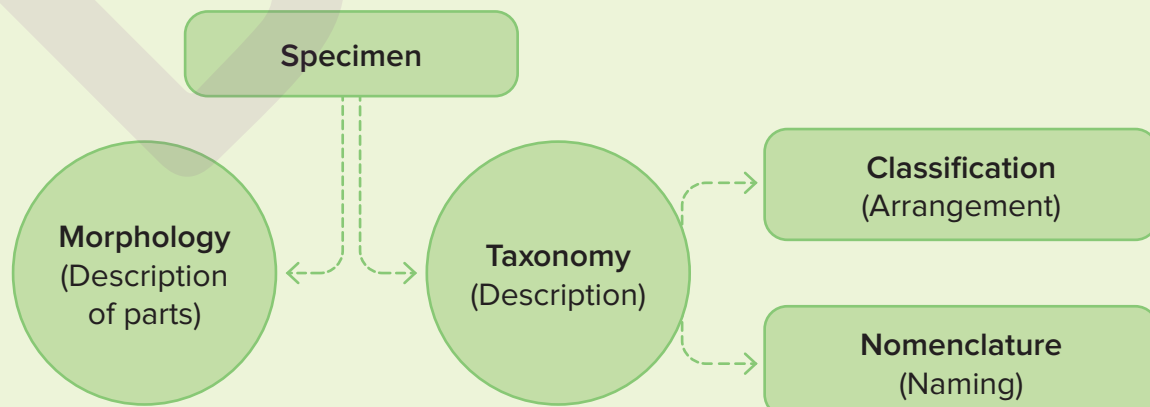 Specimen
Morphology
(Description
of parts)
Taxonomy
(Description)
Classification
(Arrangement)
Nomenclature
(Naming)